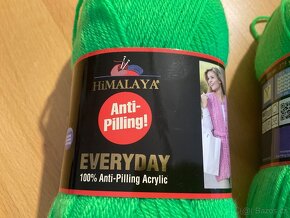 HiMALAYA
Anti-
Pilling!
EVERYDAY
100% Anti-Pilling Acrylic